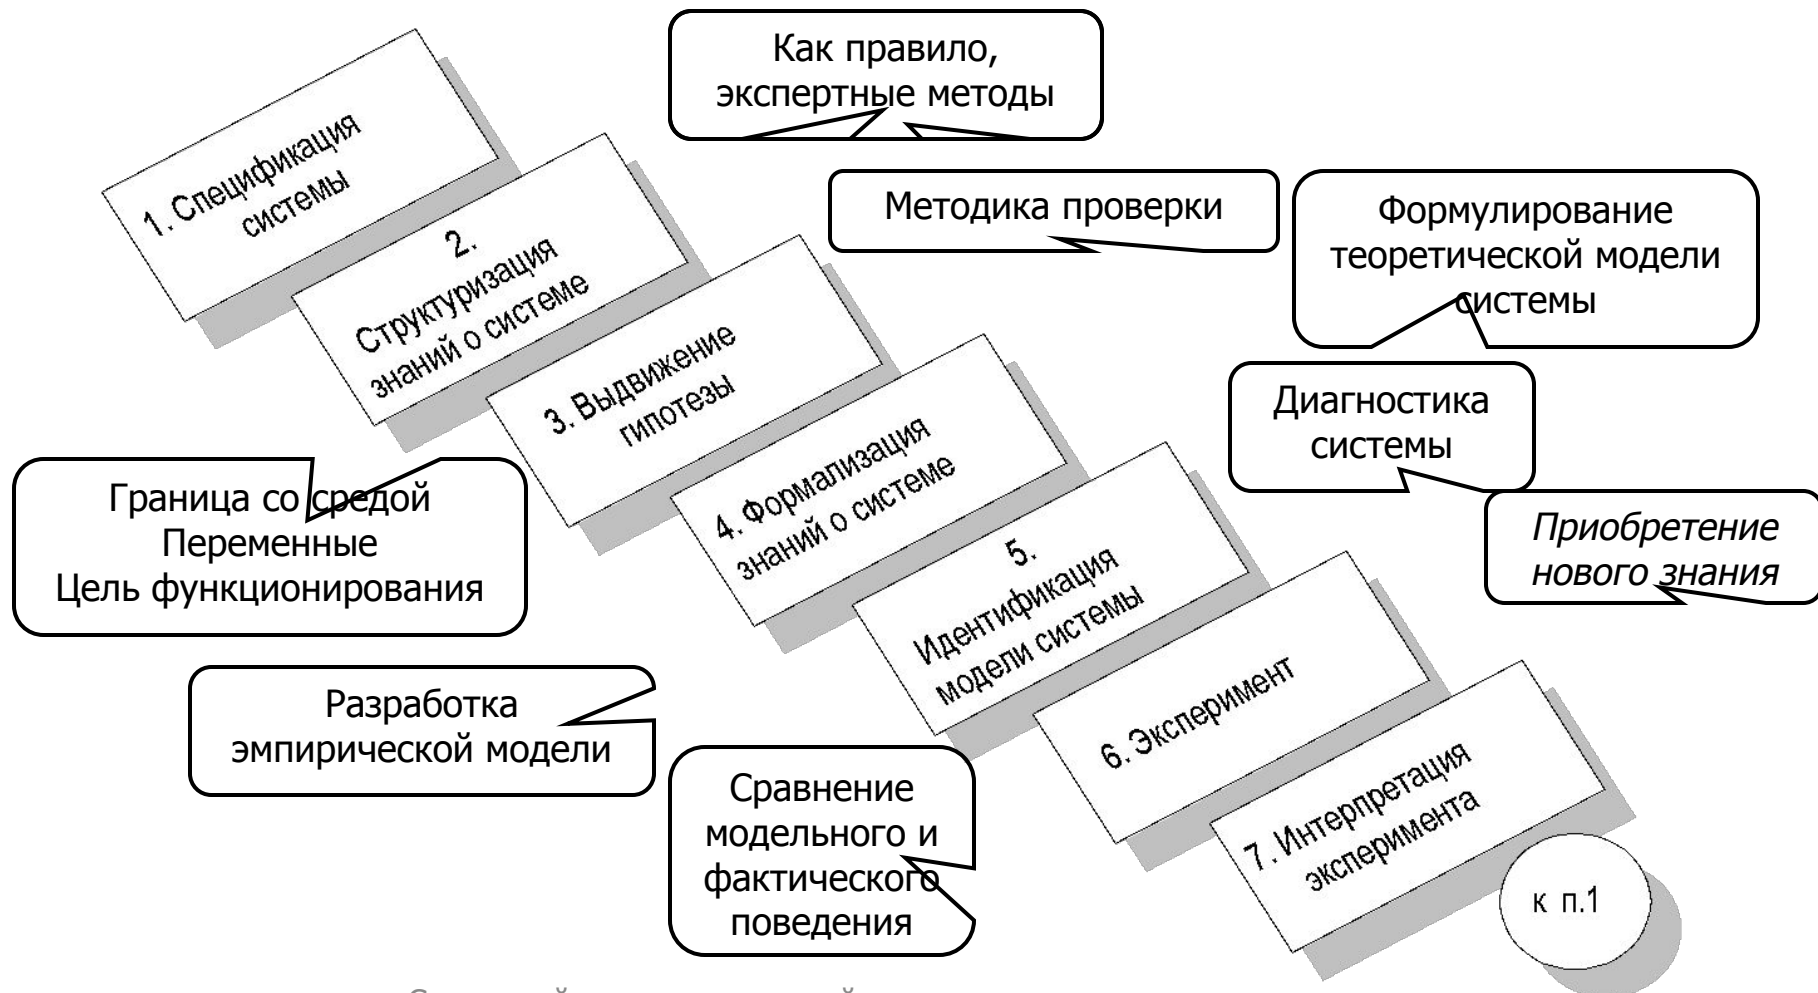 Как правило,
экспертные методы
1. Спецификация
системы
Методика проверки
Формулирование
теоретической модели
системы
2.
Структуризация
знаний о системе
3. Выдвижение
гипотезы
Диагностика
системы
4. Формализация
знаний о системе
Граница со средой
Переменные
Цель функционирования
Приобретение
нового знания
5.
Идентификация
модели системы
Разработка
эмпирической модели
6. Эксперимент
Сравнение
модельного и
фактического
поведения
7. Интерпретация
эксперимента
к п.1